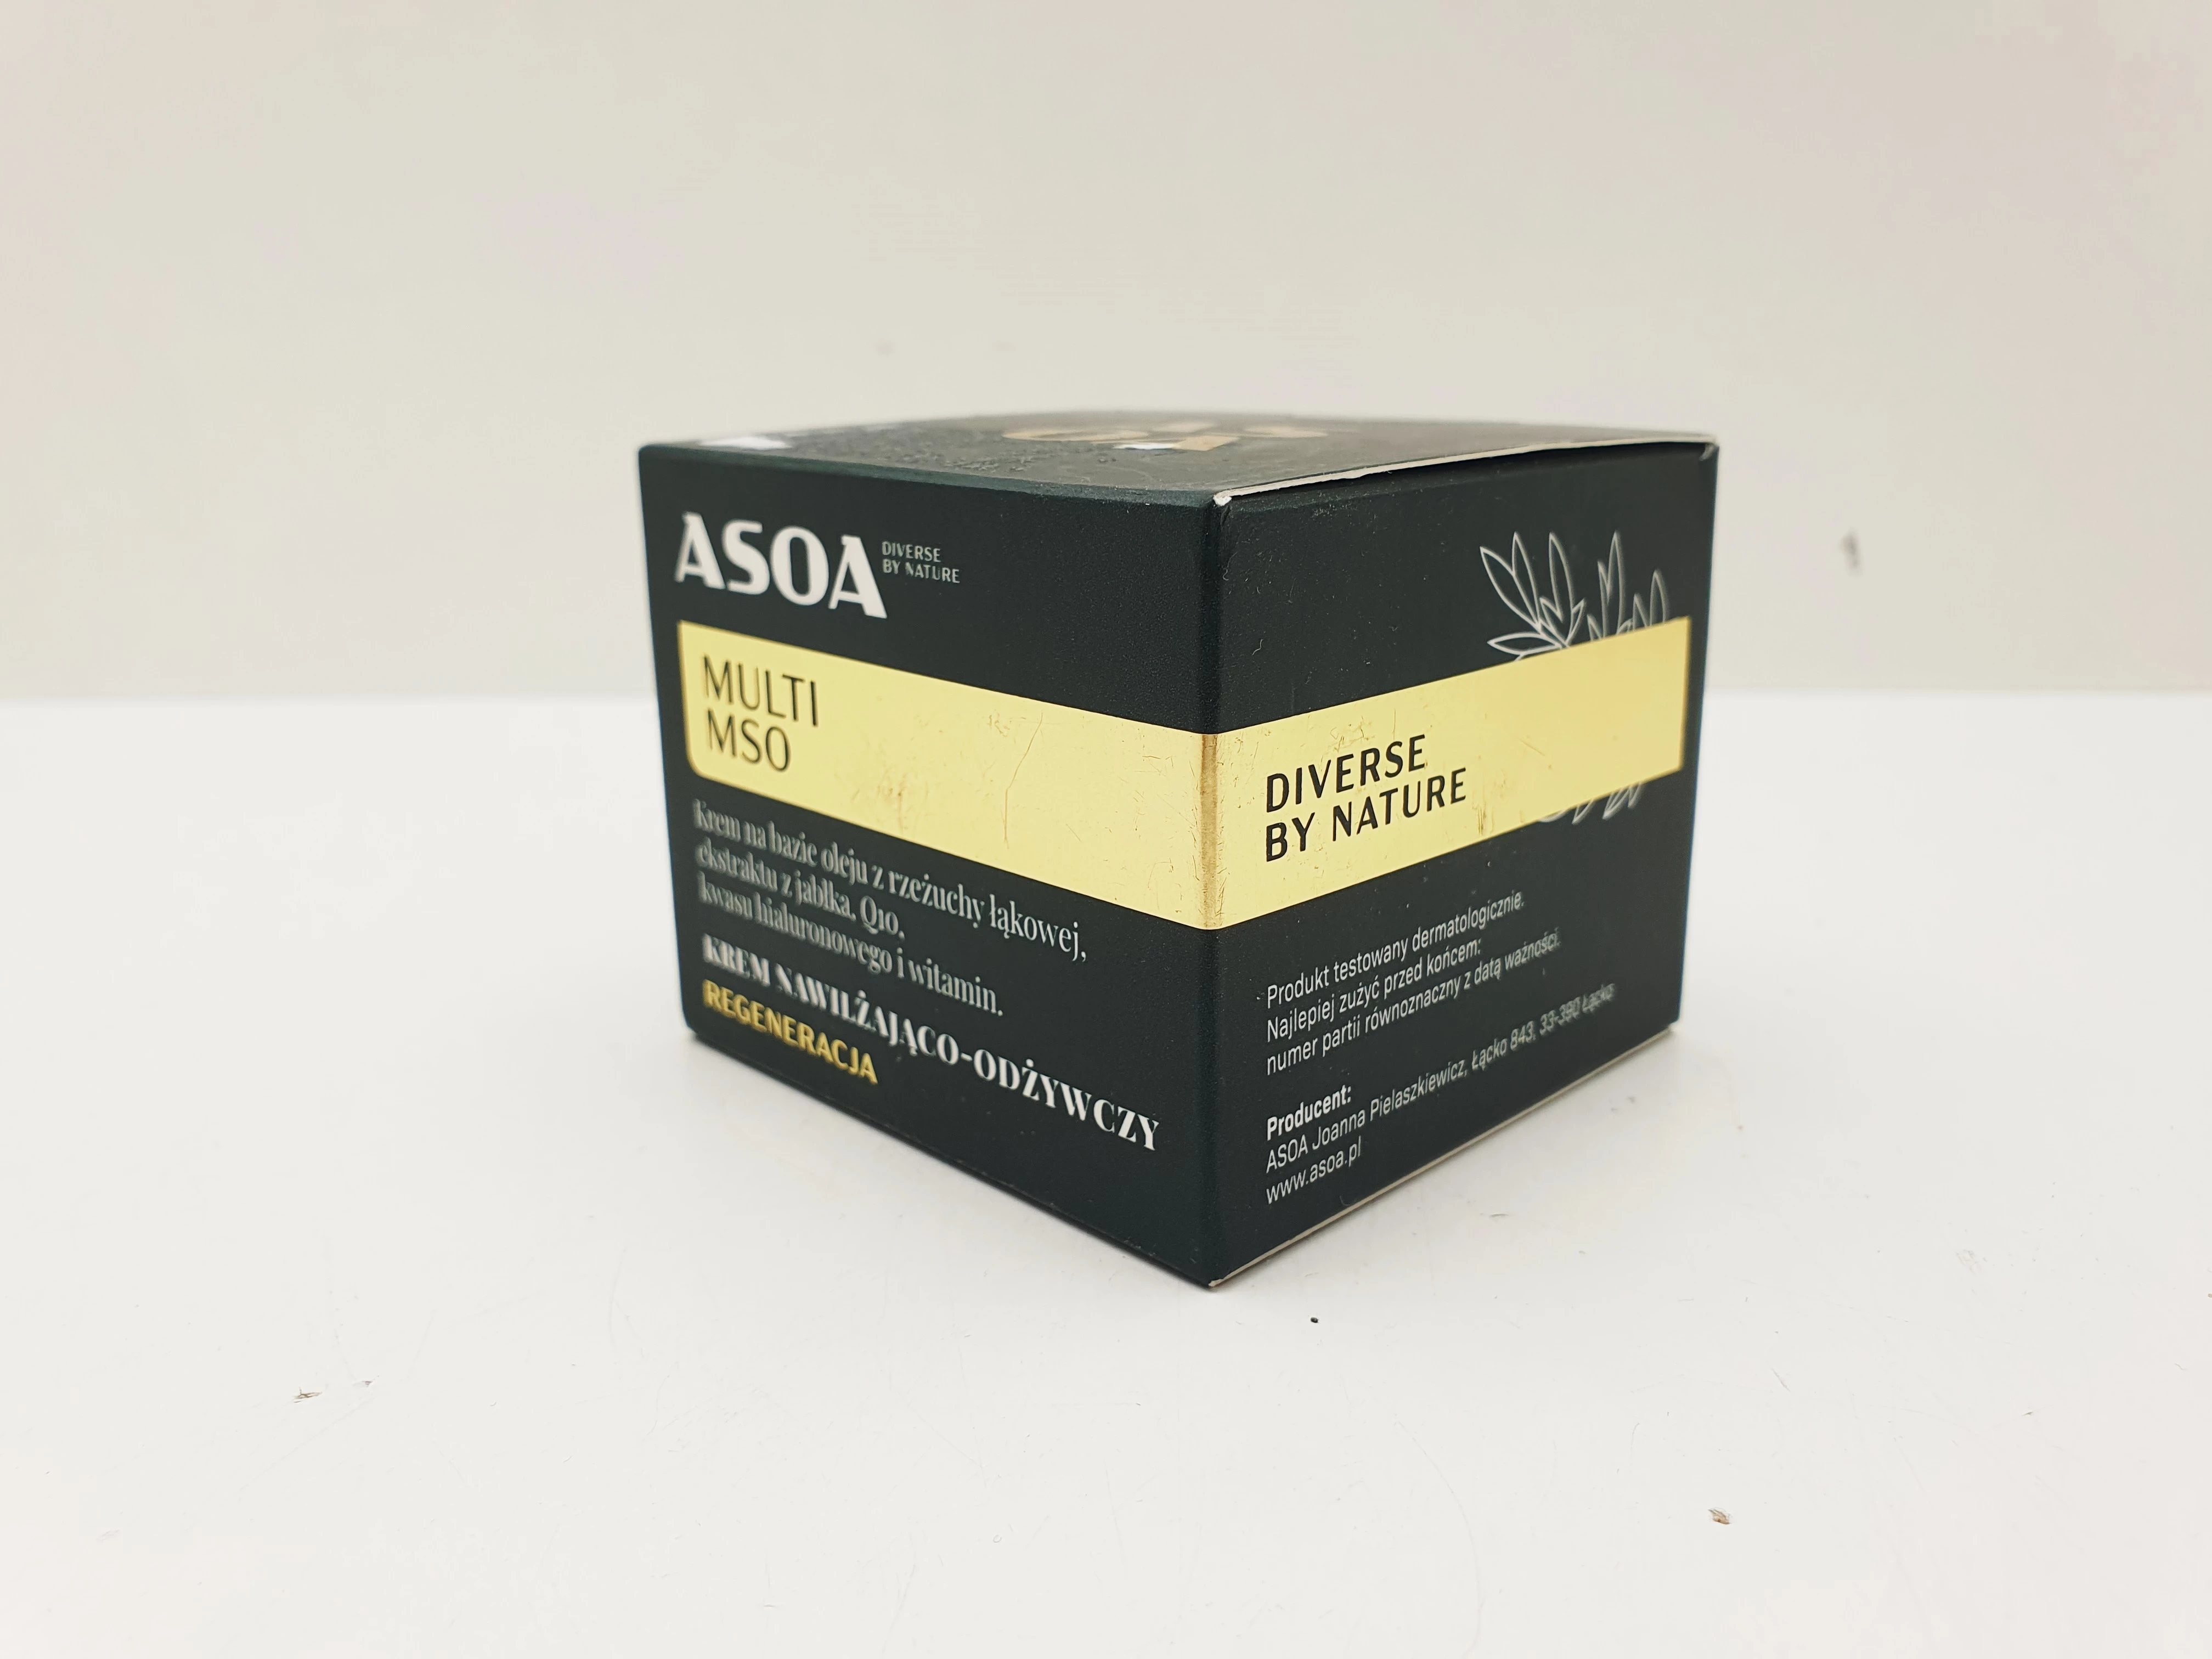 ASOA
DIVERSE
BY NATURE
MULTI
MSO
Krem na bazie oleju z rzeżuchy łąkowej,
ekstraktu z jabłka, Q10,
kwasu hialuronowego i witamin.
KREM NAWILŻAJĄCO-ODŻYWCZY
REGENERACJA
DIVERSE
BY NATURE
Produkt testowany dermatologicznie.
Najlepiej zużyć przed końcem:
numer partii równoznaczny z datą ważności.
Producent:
ASOA Joanna Pielaszkiewicz, Łącko 843, 33-390 Łącko
www.asoa.pl